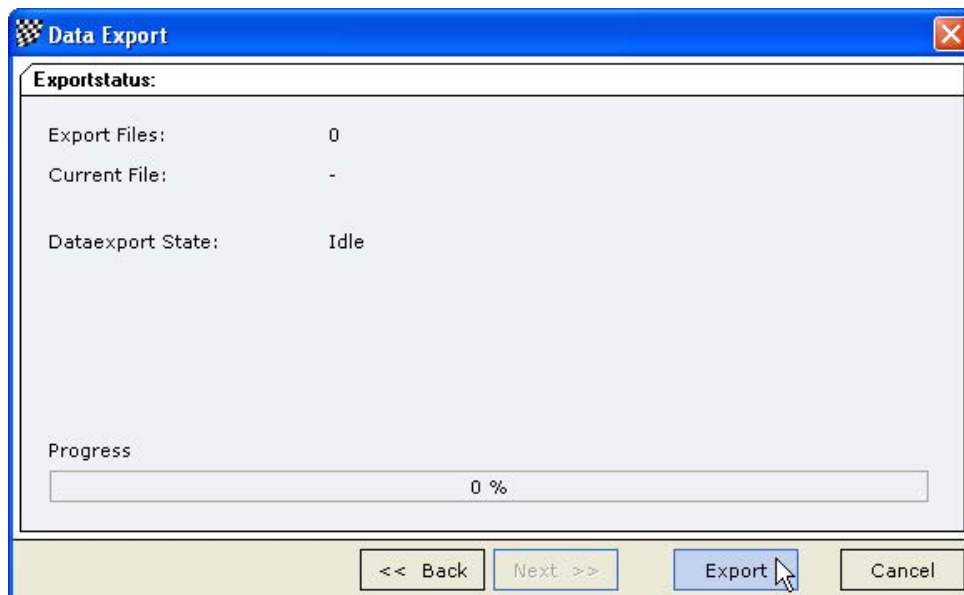 Data Export
Exportstatus:
Export Files: 0
Current File: -
Dataexport State: Idle
Progress
0 %
<< Back Next >> Export Cancel